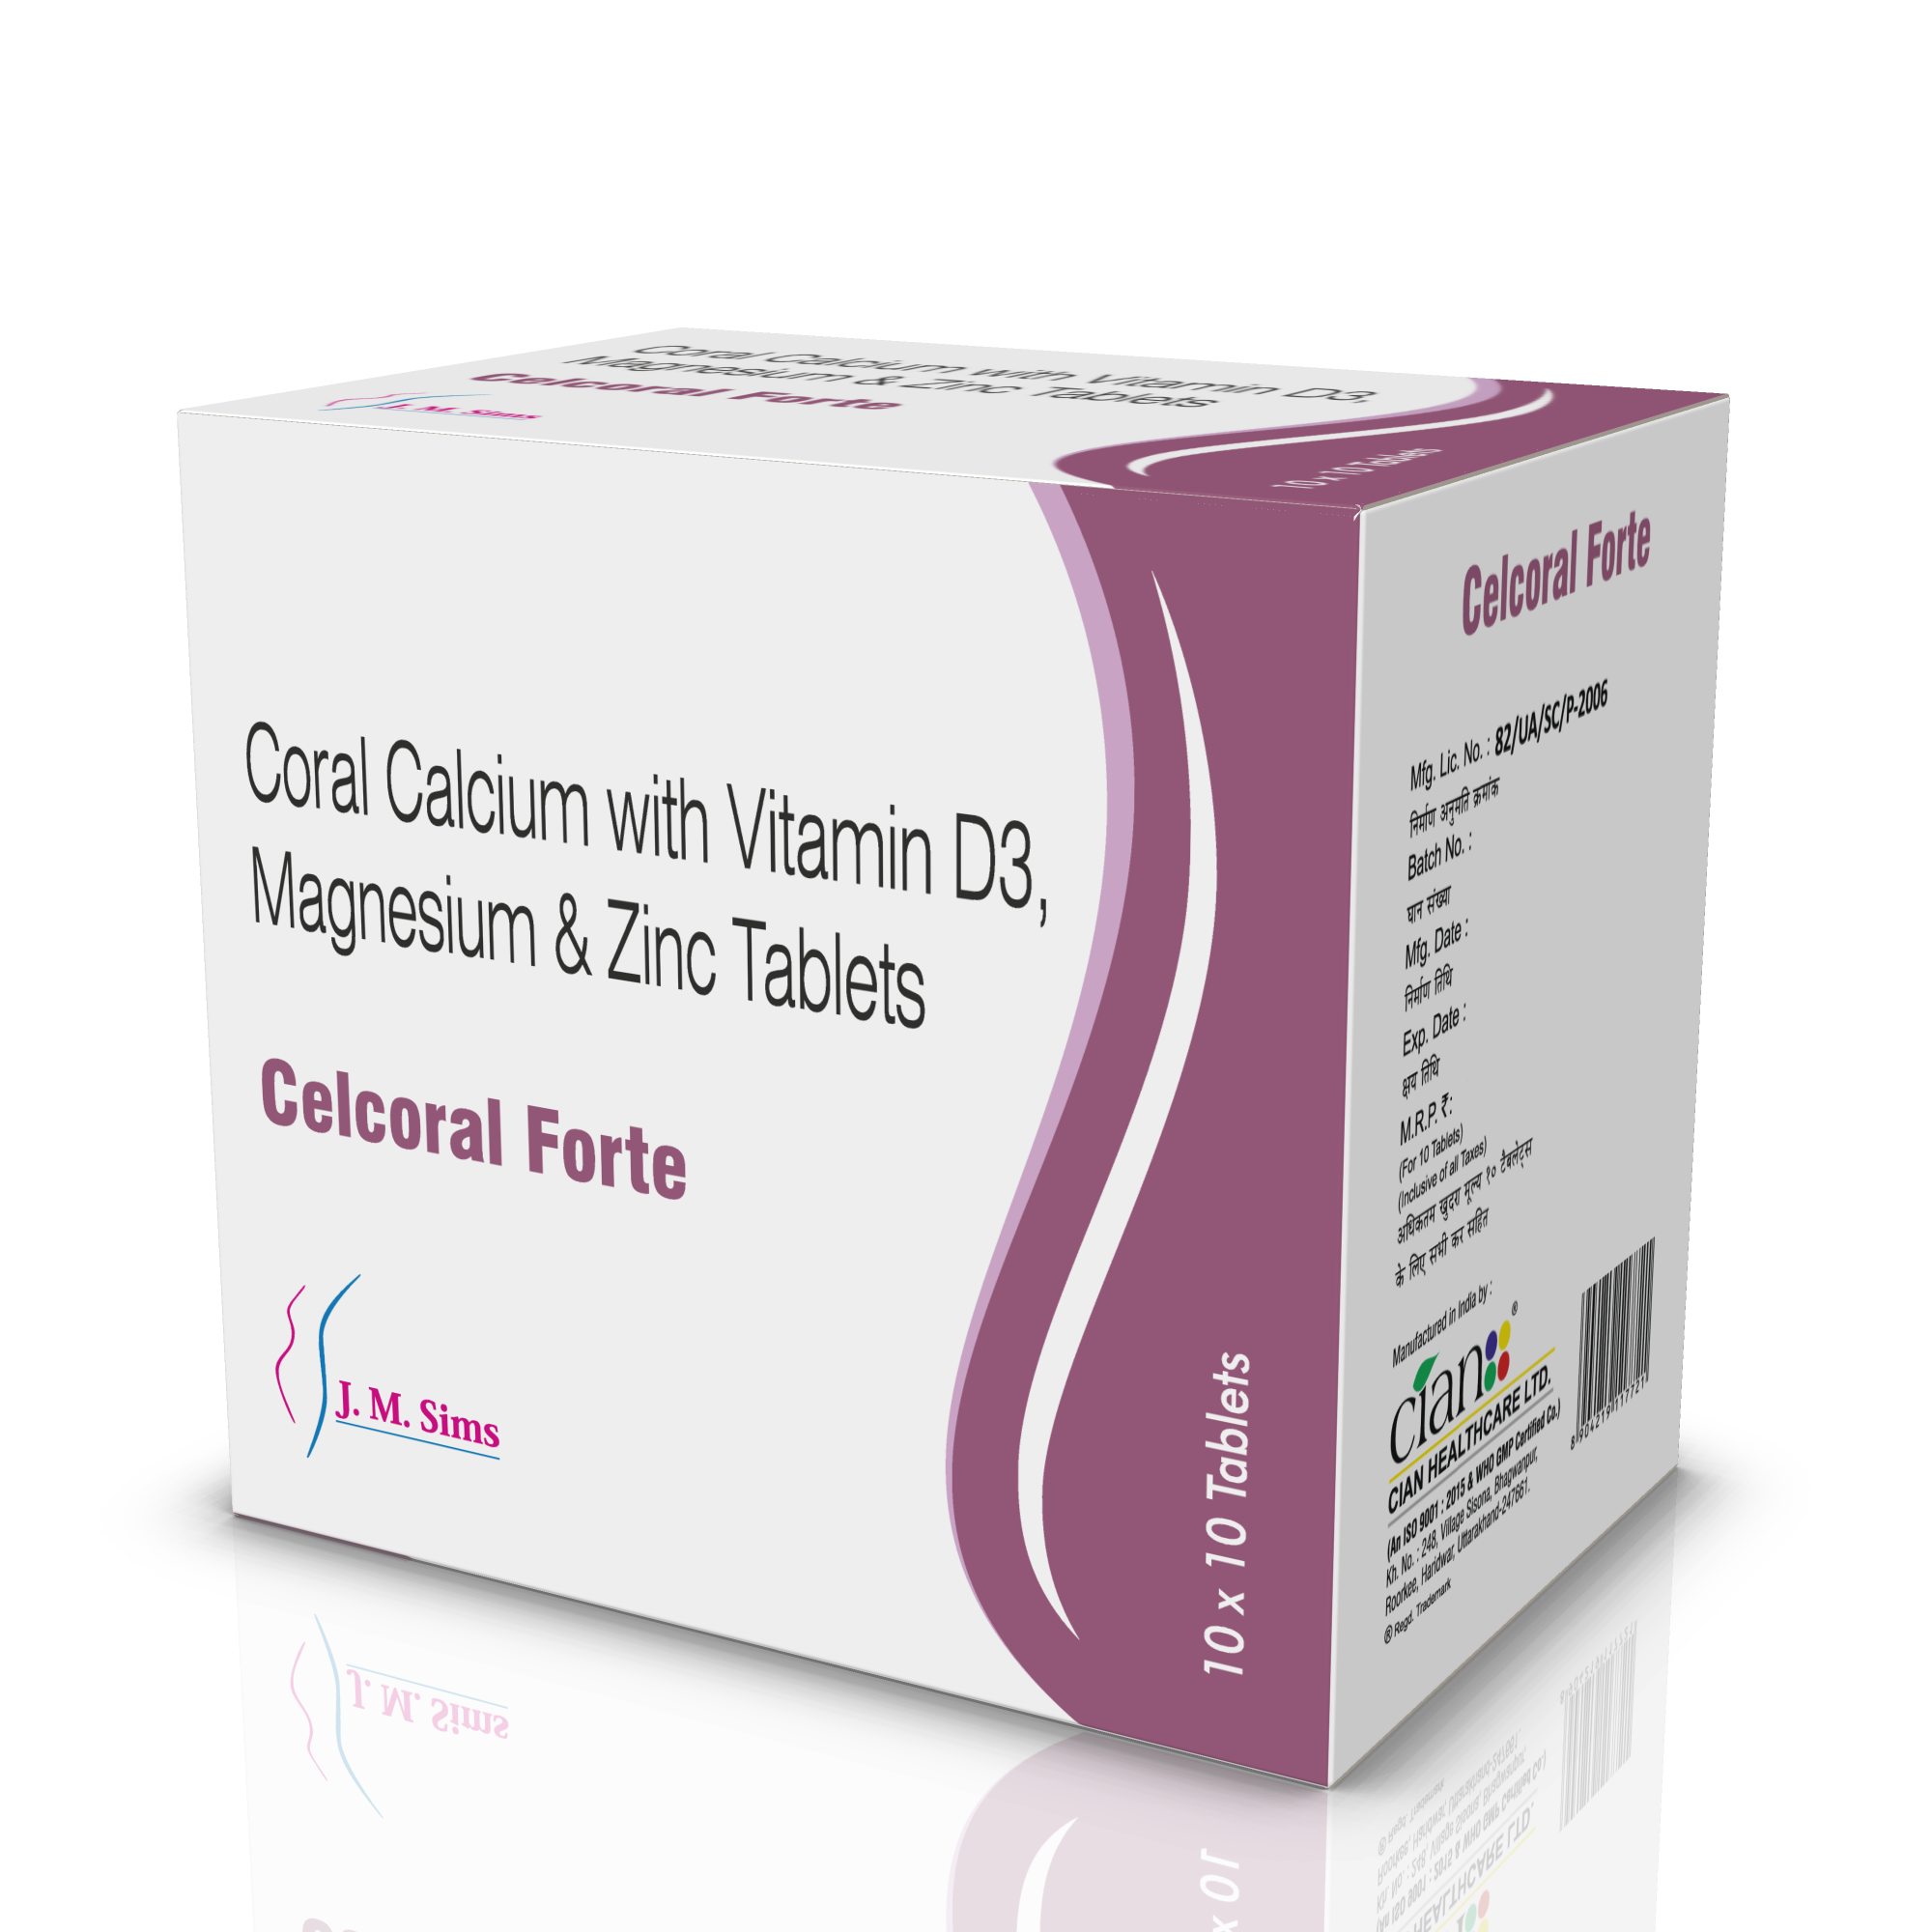 Coral Calcium with Vitamin D3,
Magnesium & Zinc Tablets
Celcoral Forte
J. M. Sims
10 x 10 Tablets
Coral Calcium with Vitamin D3,
Magnesium & Zinc Tablets
Celcoral Forte
J. M. Sims
10 x 10 Tablets
Celcoral Forte
Mfg. Lic. No. : 82/UA/SC/P-2006
निर्माण अनुमति क्रमांक
Batch No. :
घान संख्या
Mfg. Date :
निर्माण तिथि
Exp. Date :
क्षय तिथि
M.R.P. ₹:
(For 10 Tablets)
(Inclusive of all Taxes)
अधिकतम खुदरा मूल्य १० टैबलेट्स
के लिए सभी कर सहित
Manufactured in India by :
cian®
CIAN HEALTHCARE LTD.
(An ISO 9001 : 2015 & WHO GMP Certified Co.)
Kh. No. : 248, Village Sisona, Bhagwanpur,
Roorkee, Haridwar, Uttarakhand-247661.
® Regd. Trademark
8 904219 117721